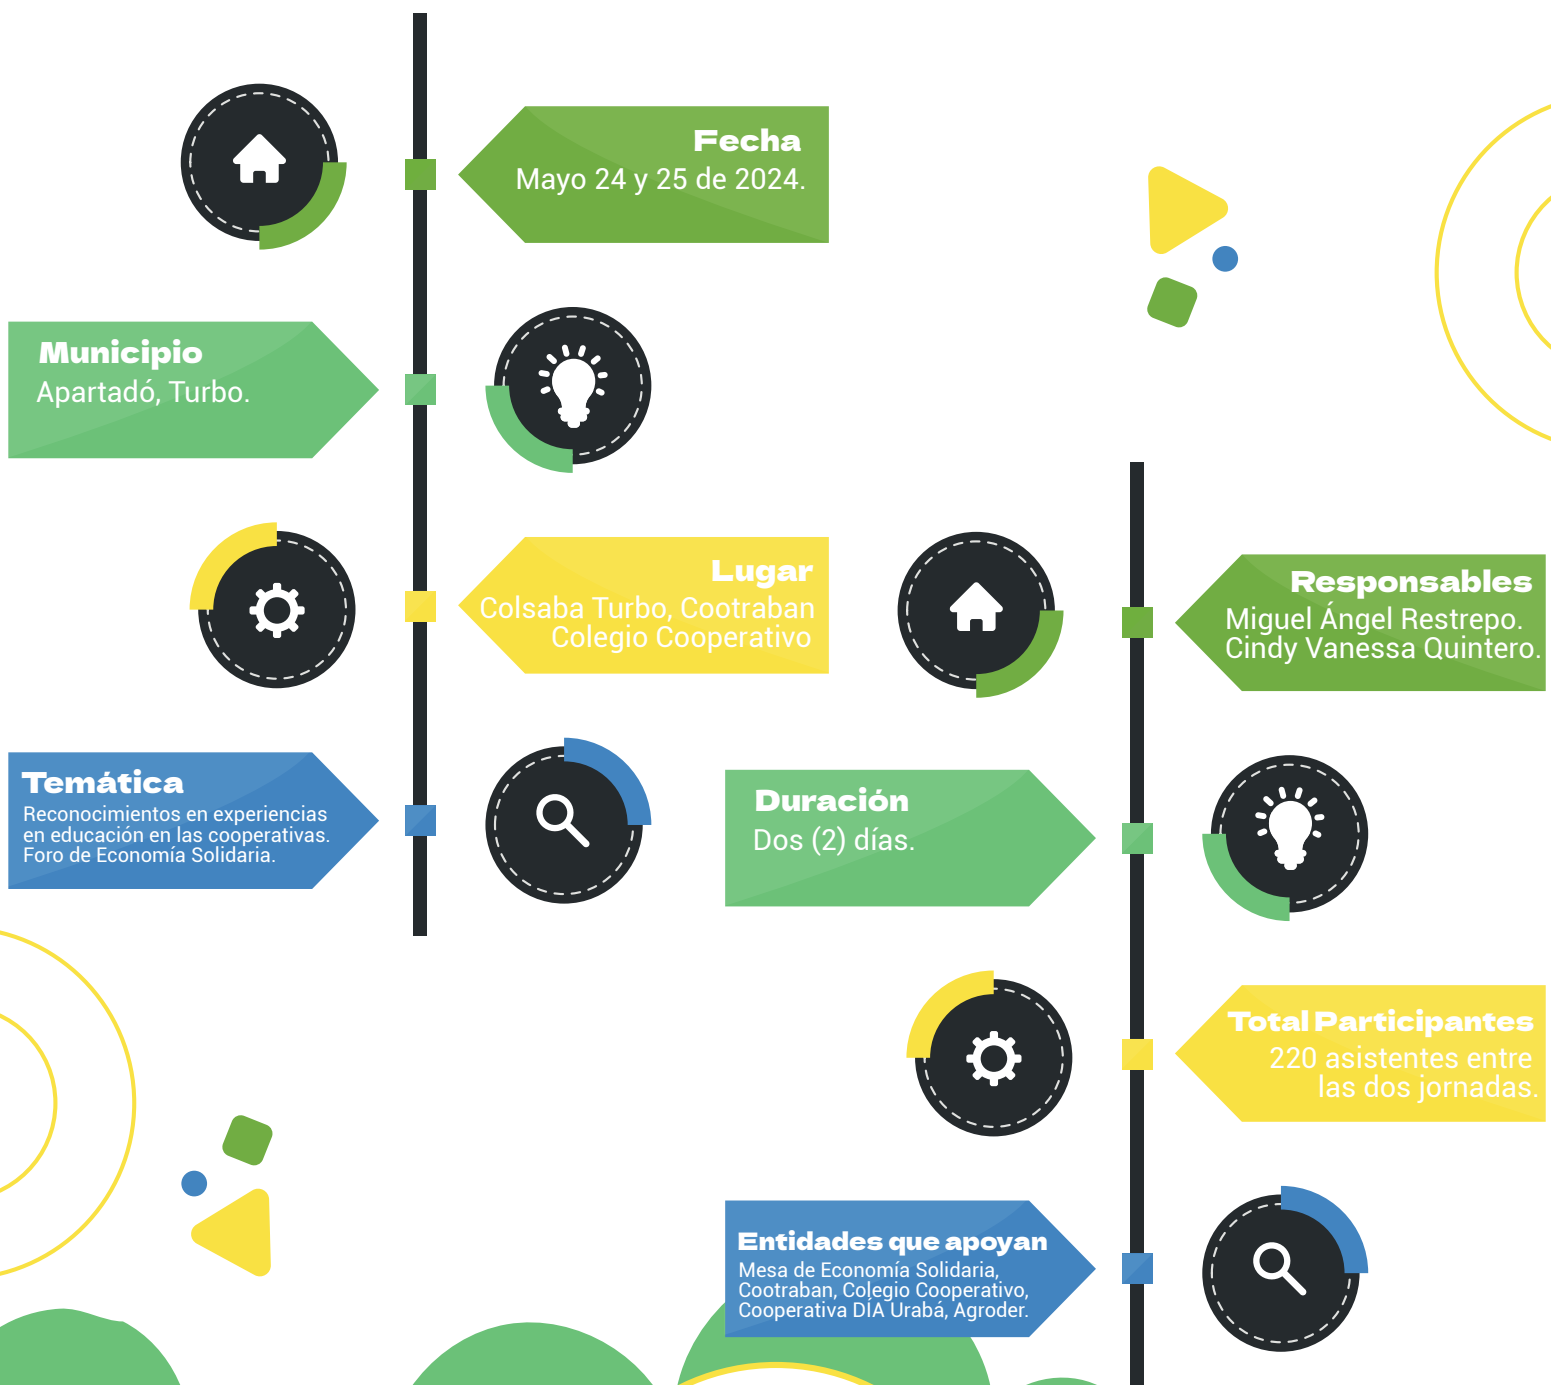 Fecha
Mayo 24 y 25 de 2024.
Municipio
Apartadó, Turbo.
Lugar
Colsaba Turbo, Cootraban
Colegio Cooperativo
Temática
Reconocimientos en experiencias
en educación en las cooperativas.
Foro de Economía Solidaria.
Responsables
Miguel Ángel Restrepo.
Cindy Vanessa Quintero.
Duración
Dos (2) días.
Total Participantes
220 asistentes entre
las dos jornadas.
Entidades que apoyan
Mesa de Economía Solidaria,
Cootraban, Colegio Cooperativo,
Cooperativa DÍA Urabá, Agroder.